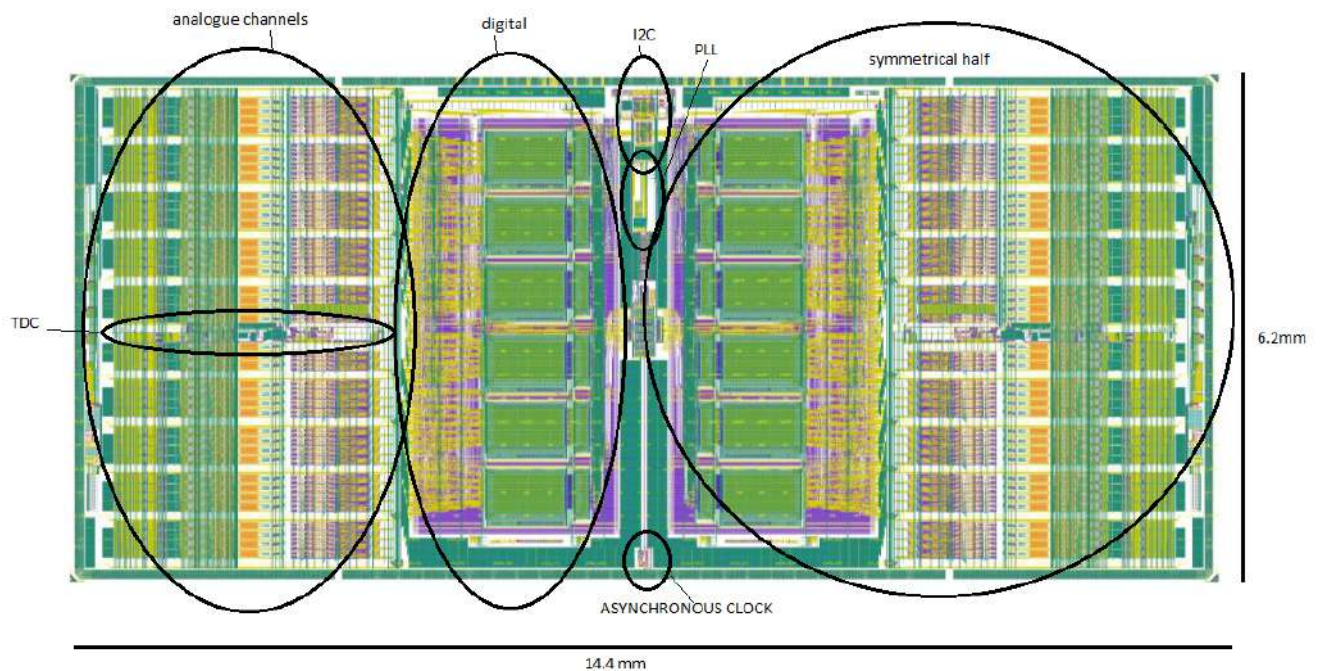 analogue channels
digital
I2C
PLL
symmetrical half
TDC
6.2mm
ASYNCHRONOUS CLOCK
14.4 mm